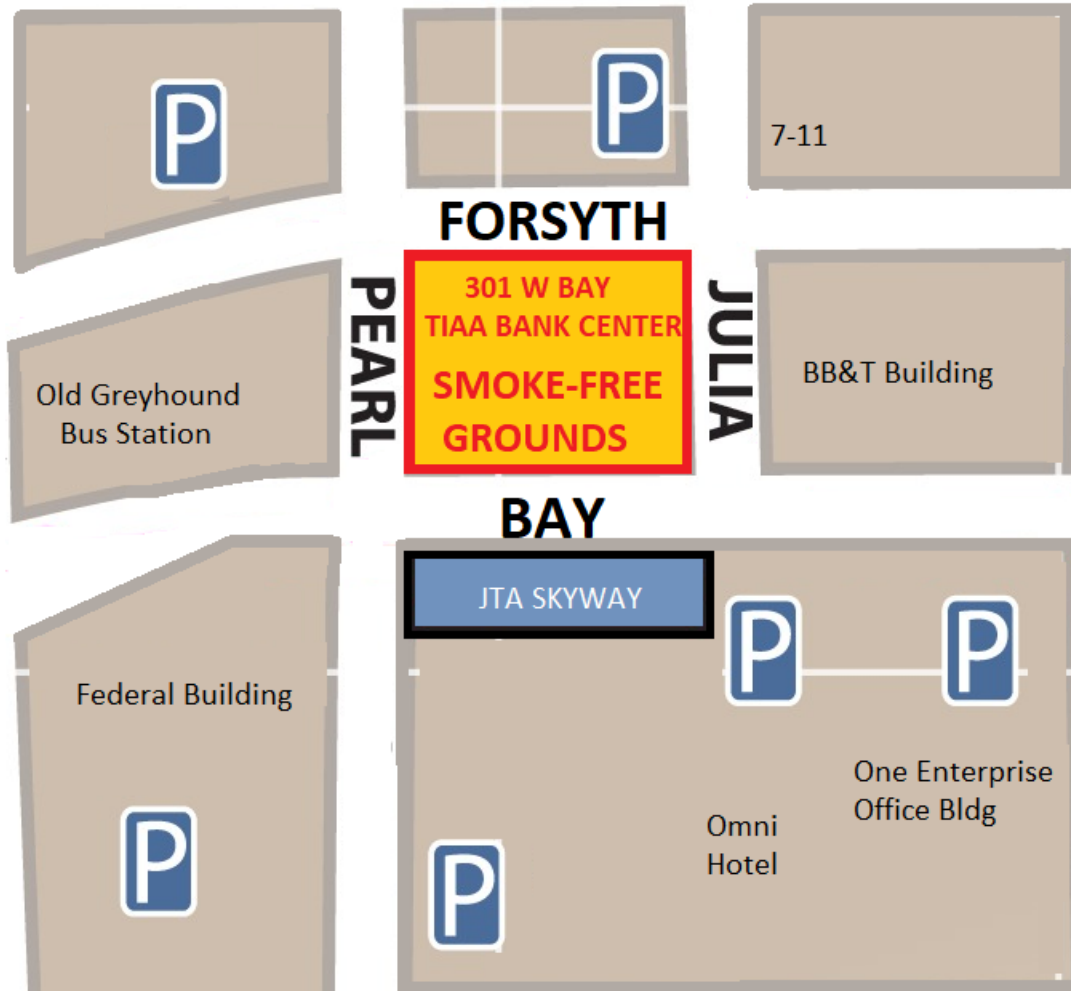 P
P
7-11
FORSYTH
PEARL
301 W BAY
TIAA BANK CENTER
SMOKE-FREE
GROUNDS
JULIA
Old Greyhound
Bus Station
BB&T Building
BAY
JTA SKYWAY
P
P
Federal Building
One Enterprise
Office Bldg
Omni
Hotel
P
P